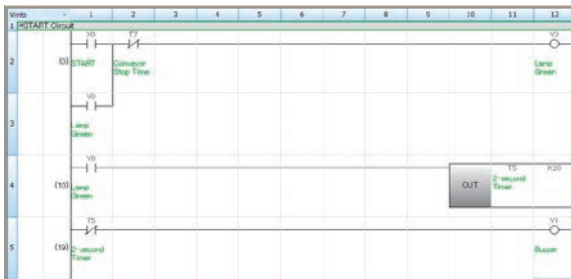 Write 1 2 3 4 5 6 7 8 9 10 11 12
1 *START Circuit
X0 T7 Y0
2 (0) START Conveyor Stop Time Lamp Green
Y0
3 Lamp Green
Y0 T5 K20
4 (10) Lamp Green OUT 2-second Timer
T5 Y1
5 (19) 2-second Timer Buzzer